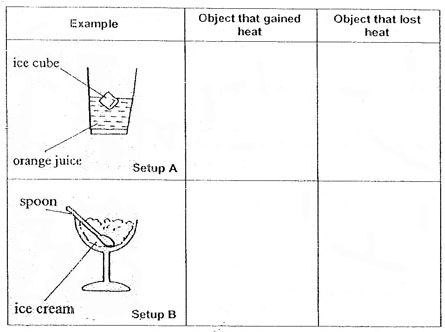 Example
Object that gained
heat
Object that lost
heat
ice cube
orange juice
Setup A
spoon
ice cream
Setup B